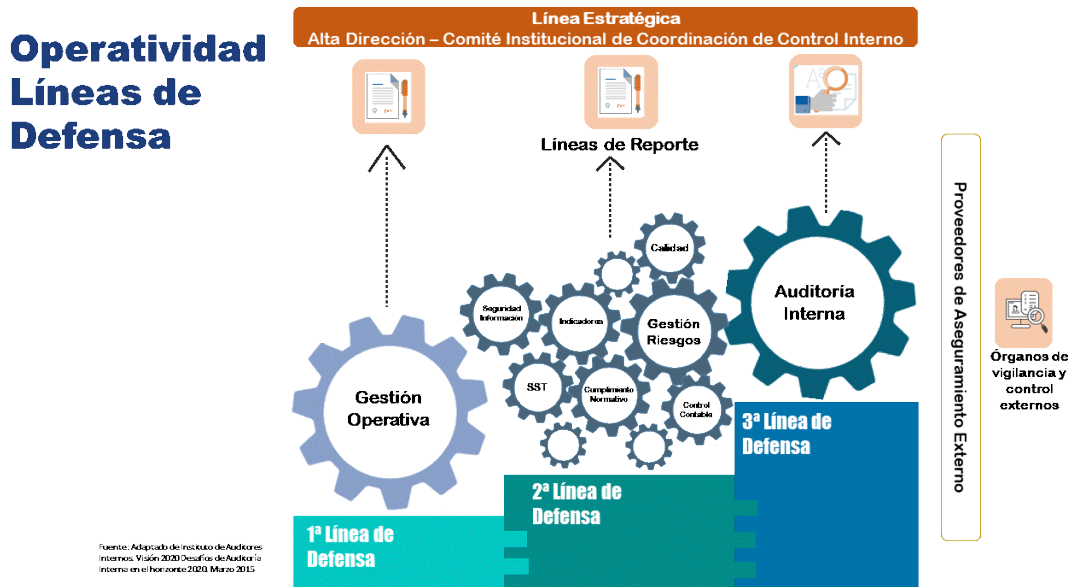 Operatividad
Líneas de
Defensa
Línea Estratégica
Alta Dirección – Comité Institucional de Coordinación de Control Interno
Líneas de Reporte
Calidad
Seguridad
Información
Indicadores
Gestión
Riesgos
SST
Cumplimiento
Normativo
Control
Contable
Gestión
Operativa
Auditoría
Interna
1ª Línea de
Defensa
2ª Línea de
Defensa
3ª Línea de
Defensa
Proveedores de Aseguramiento Externo
Órganos de
vigilancia y
control
externos
Fuente: Adaptado de Instituto de Auditores
Internos. Visión 2020 Desafíos de Auditoría
Interna en el horizonte 2020. Marzo 2015